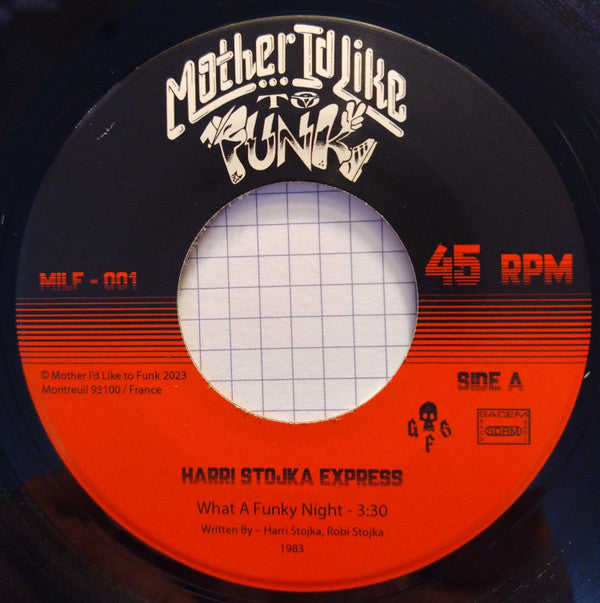 Mother I'd Like
... TO
FUNK
MILF - 001
45 RPM
© Mother I'd Like to Funk 2023
Montreuil 93100 / France
SIDE A
G F S
SACEM
SDRM
HARRI STOJKA EXPRESS
What A Funky Night - 3:30
Written By – Harri Stojka, Robi Stojka
1983